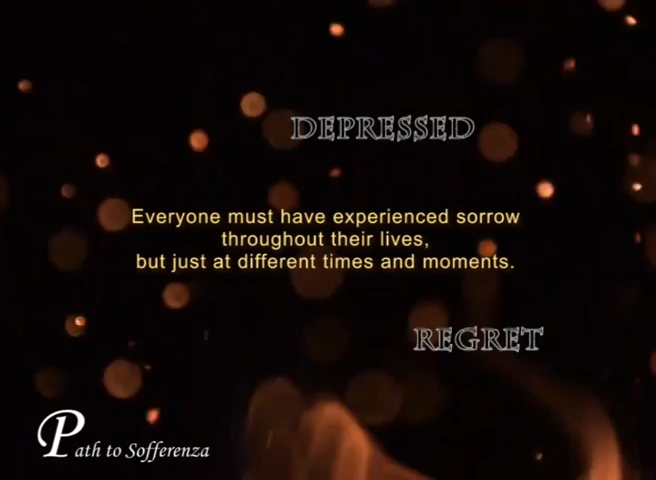 DEPRESSED
Everyone must have experienced sorrow
throughout their lives,
but just at different times and moments.
REGRET
Path to Sofferenza